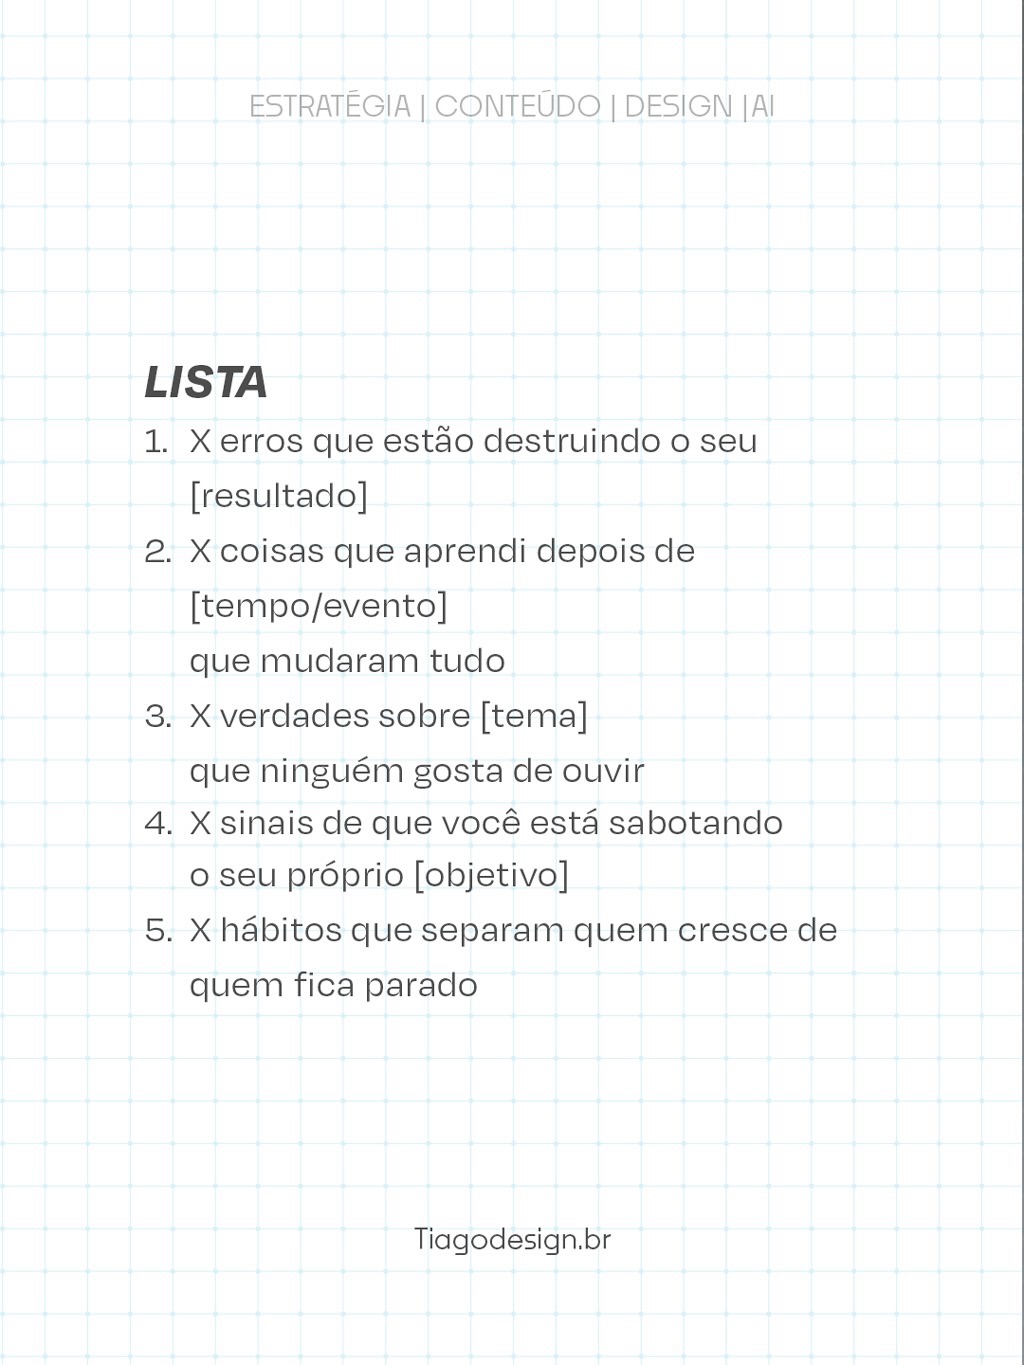 ESTRATÉGIA | CONTEÚDO | DESIGN |AI
LISTA
1. X erros que estão destruindo o seu
[resultado]
2. X coisas que aprendi depois de
[tempo/evento]
que mudaram tudo
3. X verdades sobre [tema]
que ninguém gosta de ouvir
4. X sinais de que você está sabotando
o seu próprio [objetivo]
5. X hábitos que separam quem cresce de
quem fica parado
Tiagodesign.br